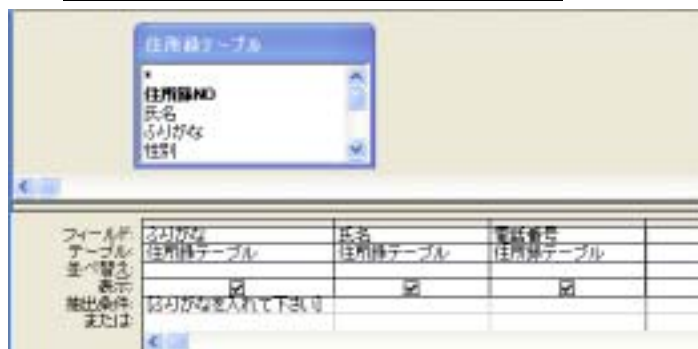 住所録テーブル
*
住所録NO
氏名
ふりがな
性別
フィールド: ふりがな 氏名 電話番号
テーブル: 住所録テーブル 住所録テーブル 住所録テーブル
並べ替え:
表示:
抽出条件: [ふりがなを入れて下さい]
または: